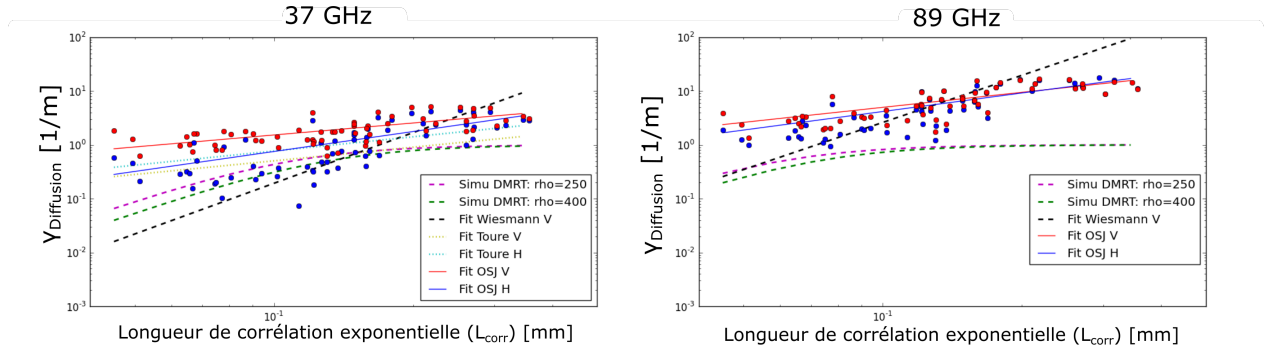 37 GHz
10²
10¹
10⁰
10⁻¹
10⁻²
10⁻³
γDiffusion [1/m]
Simu DMRT: rho=250
Simu DMRT: rho=400
Fit Wiesmann V
Fit Toure V
Fit Toure H
Fit OSJ V
Fit OSJ H
10⁻¹
Longueur de corrélation exponentielle (Lcorr) [mm]
89 GHz
10²
10¹
10⁰
10⁻¹
10⁻²
10⁻³
γDiffusion [1/m]
Simu DMRT: rho=250
Simu DMRT: rho=400
Fit Wiesmann V
Fit OSJ V
Fit OSJ H
10⁻¹
Longueur de corrélation exponentielle (Lcorr) [mm]